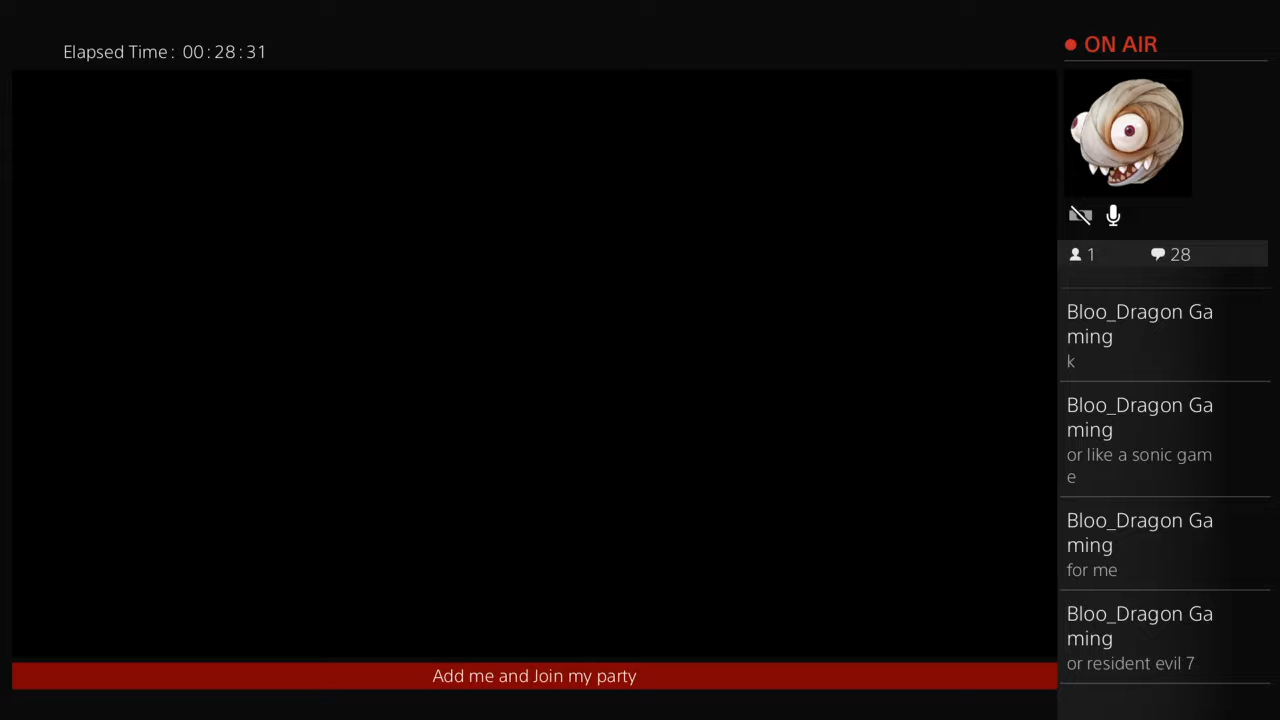 Elapsed Time: 00:28:31
ON AIR
1
28
Bloo_Dragon Ga
ming
k
Bloo_Dragon Ga
ming
or like a sonic gam
e
Bloo_Dragon Ga
ming
for me
Bloo_Dragon Ga
ming
or resident evil 7
Add me and Join my party